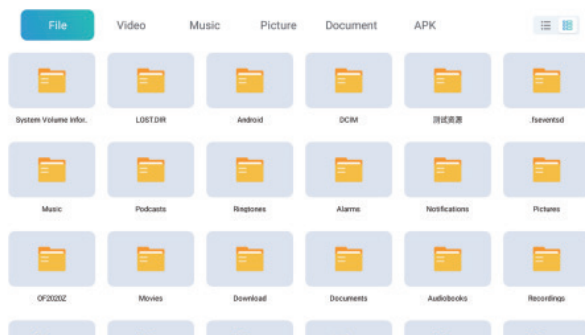 File Video Music Picture Document APK
System Volume Infor. LOST.DIR Android DCIM 测试资源 .fseventsd
Music Podcasts Ringtones Alarms Notifications Pictures
OF2020Z Movies Download Documents Audiobooks Recordings